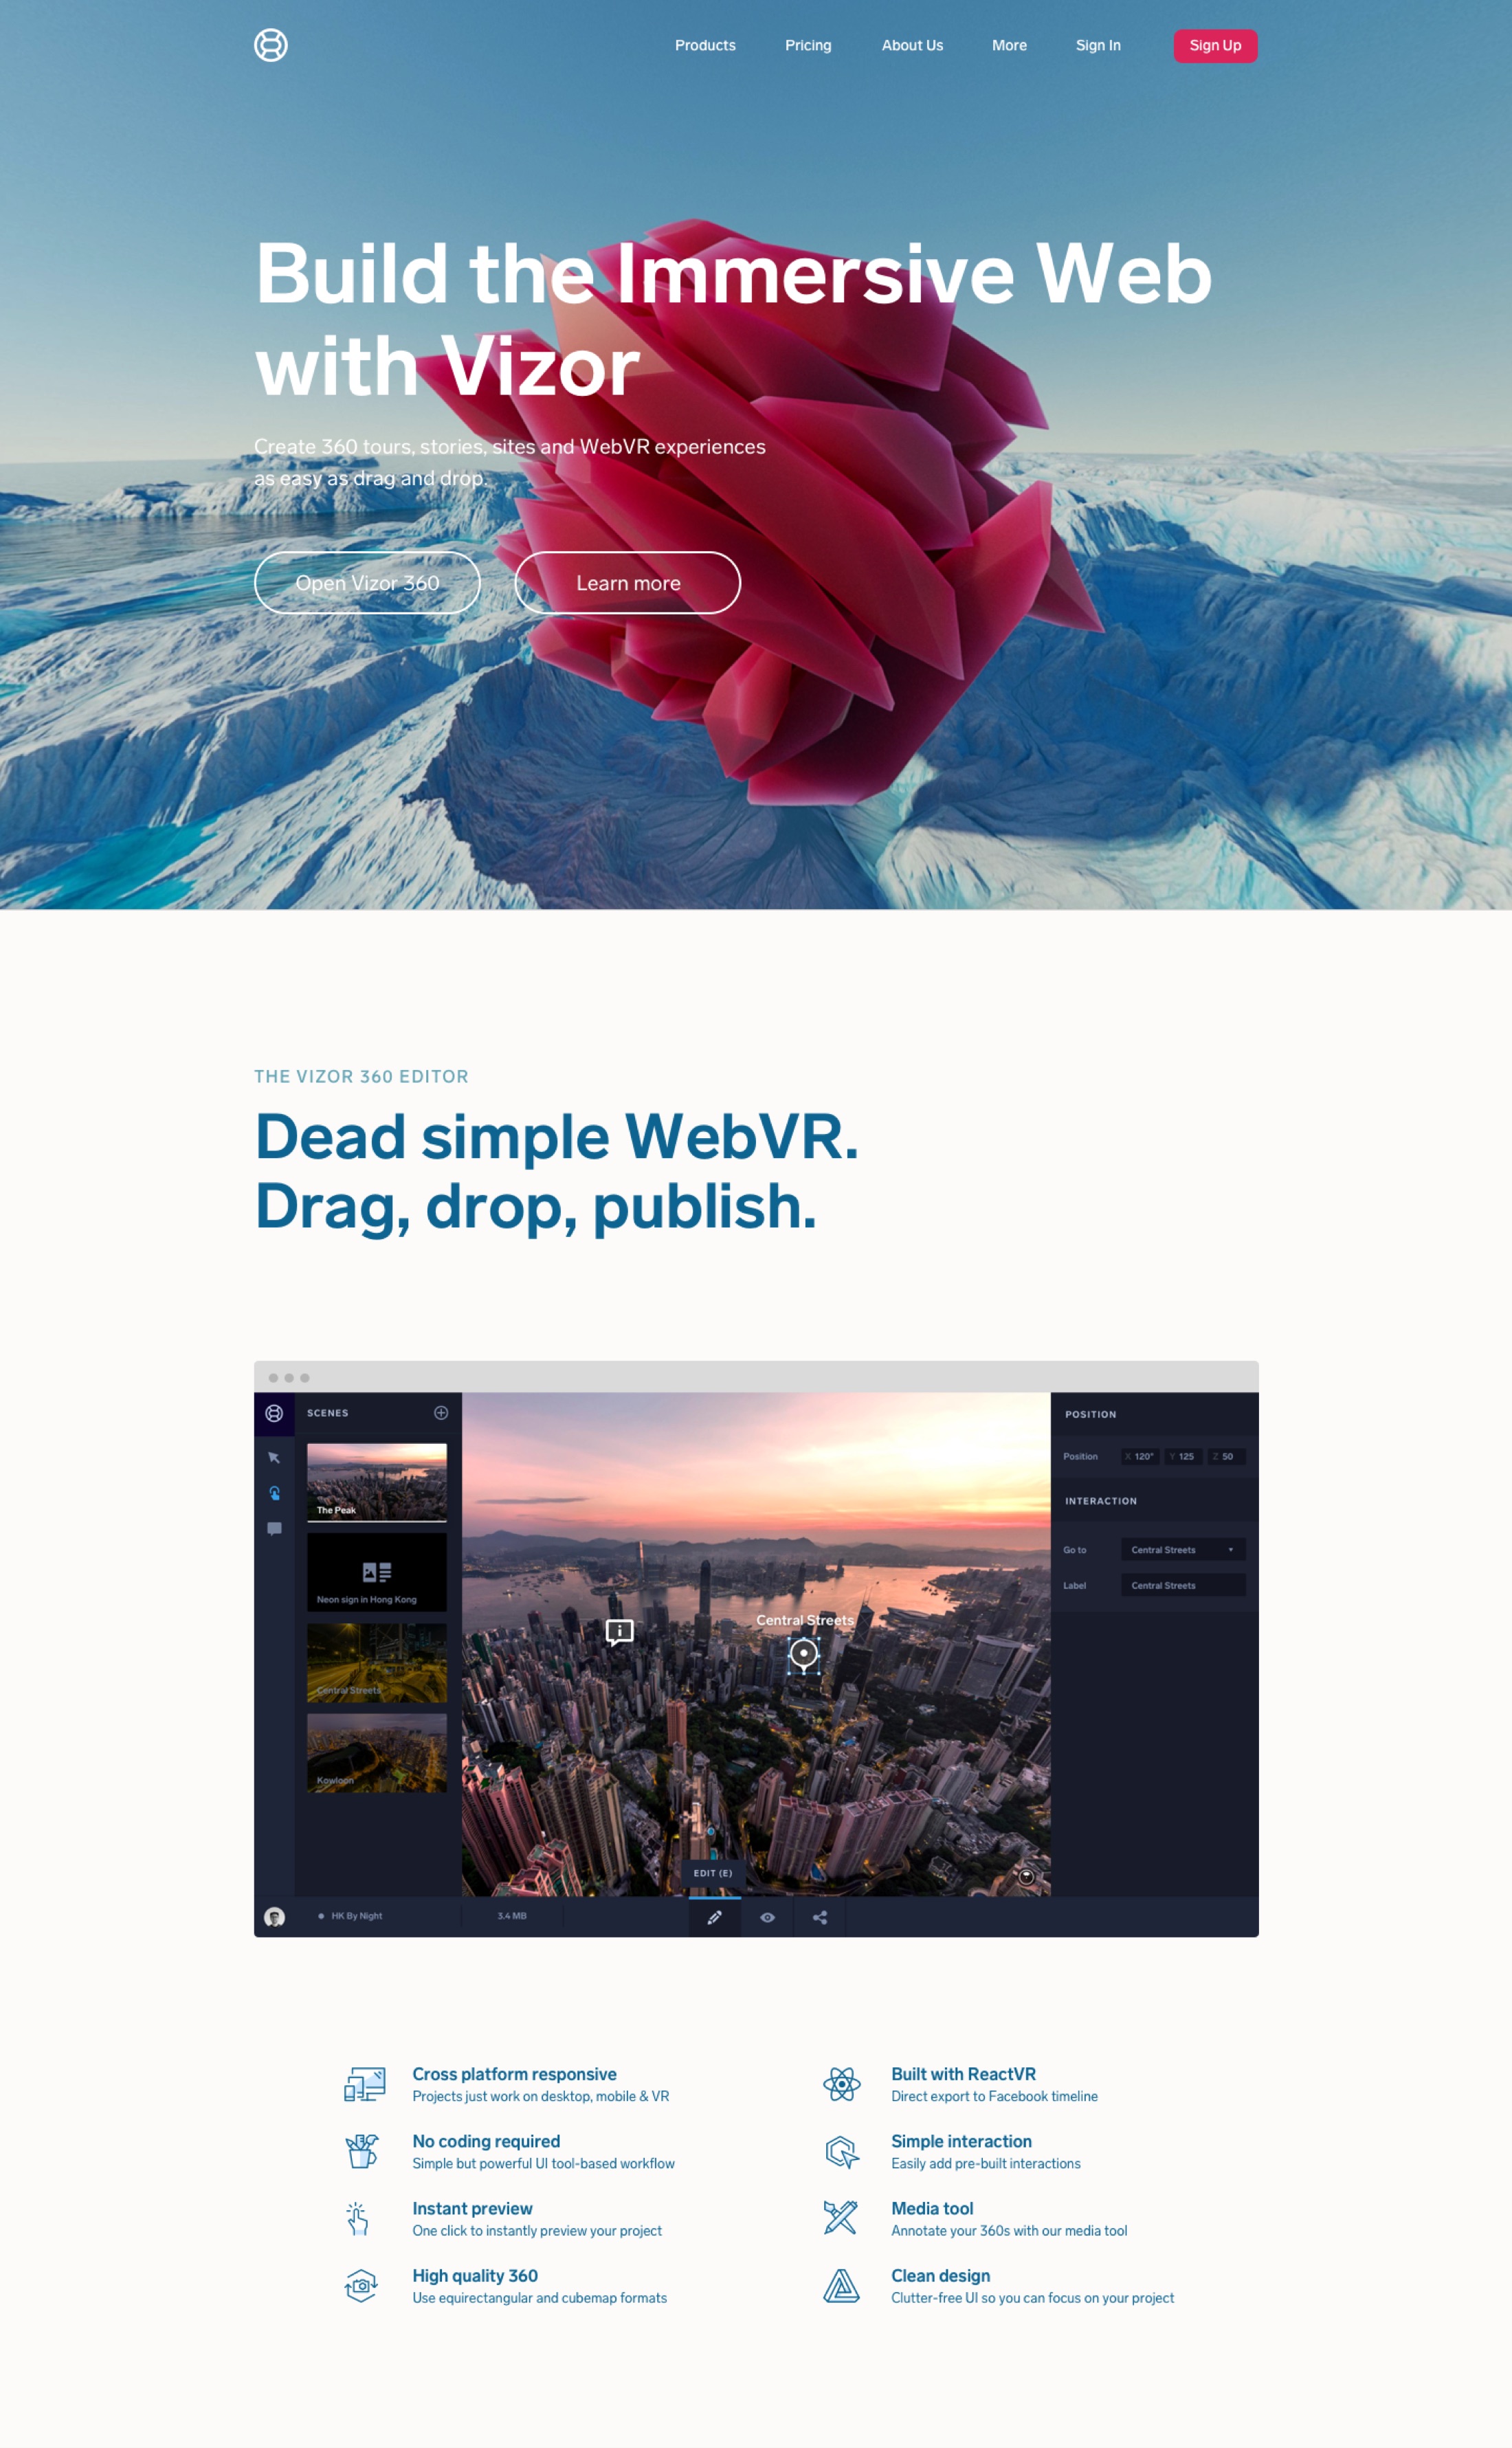 Products
Pricing
About Us
More
Sign In
Sign Up
Build the Immersive Web
with Vizor
Create 360 tours, stories, sites and WebVR experiences
as easy as drag and drop.
Open Vizor 360
Learn more
THE VIZOR 360 EDITOR
Dead simple WebVR.
Drag, drop, publish.
SCENES
The Peak
Neon sign in Hong Kong
Central Streets
Kowloon
Central Streets
EDIT (E)
POSITION
Position X 120° Y 125 Z 50
INTERACTION
Go to Central Streets
Label Central Streets
HK By Night
3.4 MB
Cross platform responsive
Projects just work on desktop, mobile & VR
No coding required
Simple but powerful UI tool-based workflow
Instant preview
One click to instantly preview your project
High quality 360
Use equirectangular and cubemap formats
Built with ReactVR
Direct export to Facebook timeline
Simple interaction
Easily add pre-built interactions
Media tool
Annotate your 360s with our media tool
Clean design
Clutter-free UI so you can focus on your project